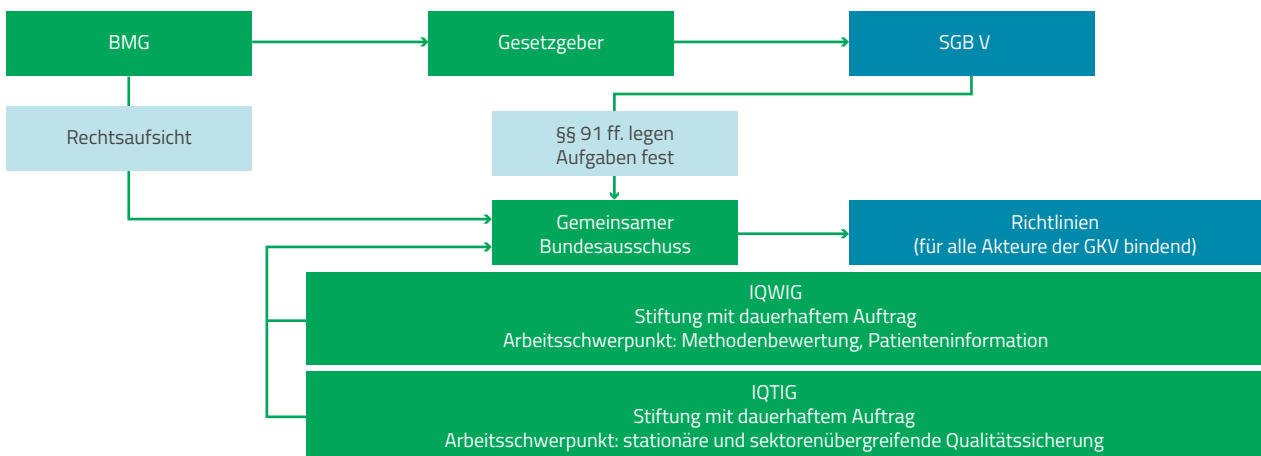 BMG
Gesetzgeber
SGB V
Rechtsaufsicht
§§ 91 ff. legen
Aufgaben fest
Gemeinsamer
Bundesausschuss
Richtlinien
(für alle Akteure der GKV bindend)
IQWIG
Stiftung mit dauerhaftem Auftrag
Arbeitsschwerpunkt: Methodenbewertung, Patienteninformation
IQTIG
Stiftung mit dauerhaftem Auftrag
Arbeitsschwerpunkt: stationäre und sektorenübergreifende Qualitätssicherung